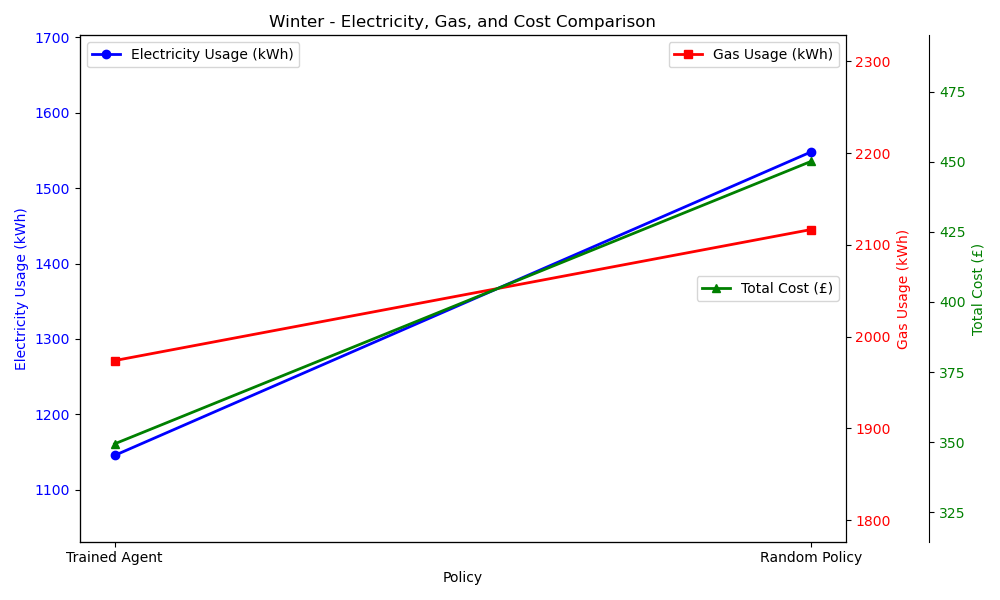 Winter - Electricity, Gas, and Cost Comparison
Electricity Usage (kWh)
Gas Usage (kWh)
Total Cost (£)
1700
1600
1500
1400
1300
1200
1100
Electricity Usage (kWh)
2300
2200
2100
2000
1900
1800
Gas Usage (kWh)
475
450
425
400
375
350
325
Total Cost (£)
Trained Agent
Random Policy
Policy